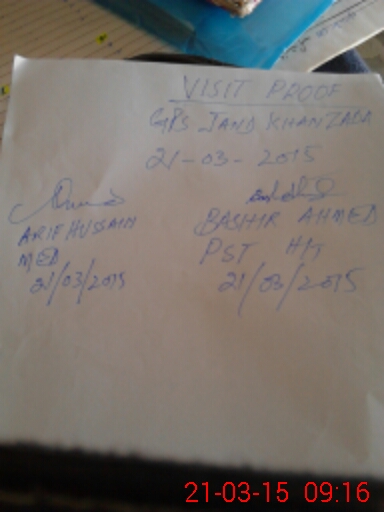 VISIT PROOF
GPS JAND KHANZADA
21-03-2015
ARIF HUSSAIN
MED
21/03/2015
BASHIR AHMED
PST HT
21/03/2015
21-03-15 09:16